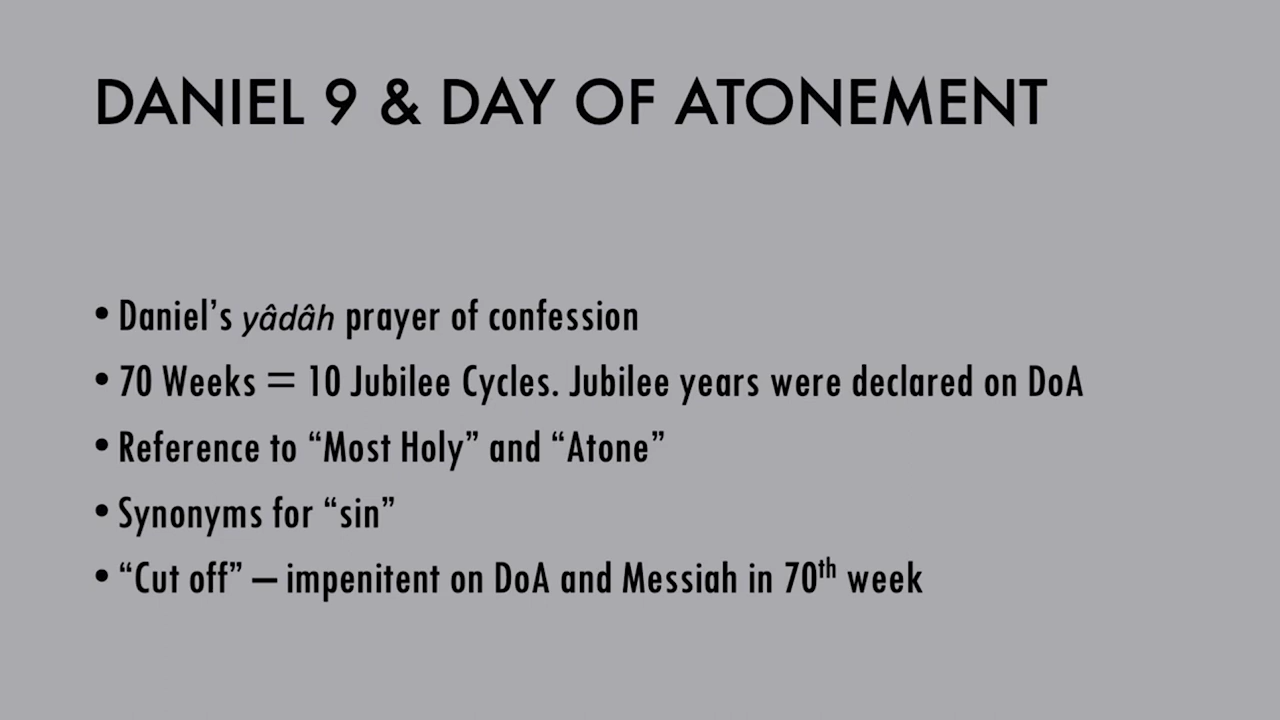 DANIEL 9 & DAY OF ATONEMENT
• Daniel’s yâdâh prayer of confession
• 70 Weeks = 10 Jubilee Cycles. Jubilee years were declared on DoA
• Reference to “Most Holy” and “Atone”
• Synonyms for “sin”
• “Cut off” – impenitent on DoA and Messiah in 70th week